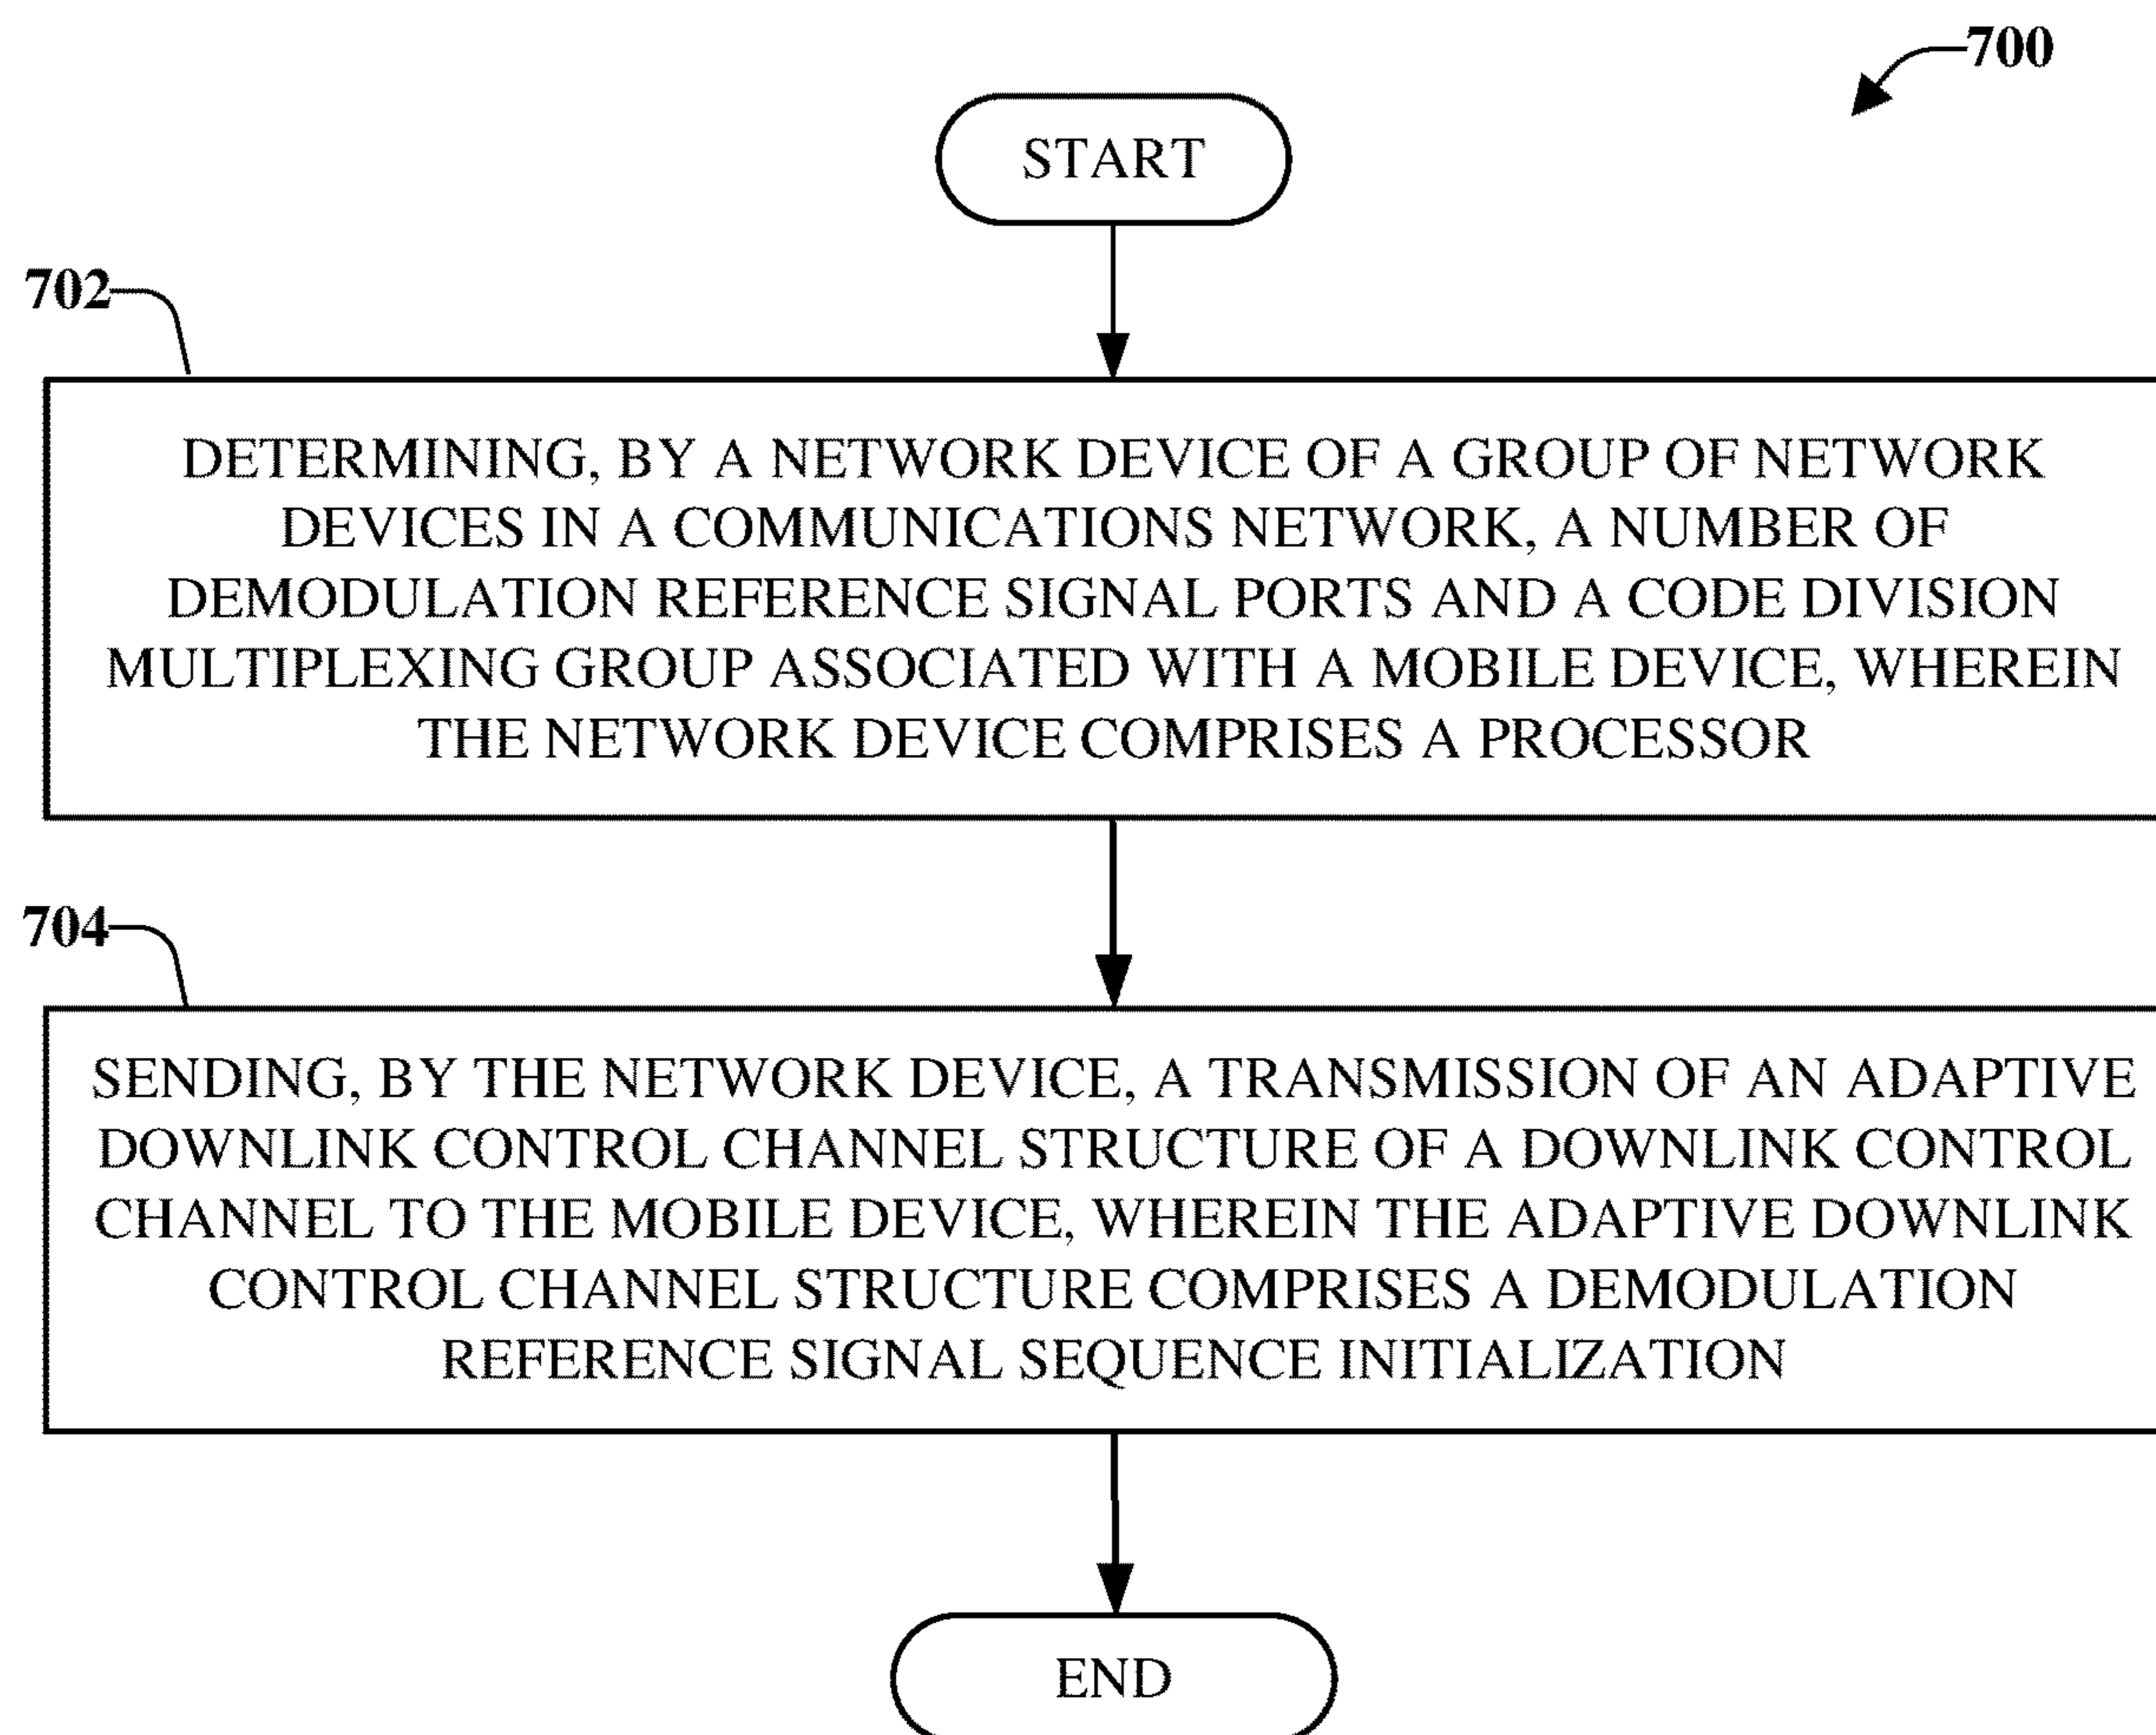 700
START
702
DETERMINING, BY A NETWORK DEVICE OF A GROUP OF NETWORK
DEVICES IN A COMMUNICATIONS NETWORK, A NUMBER OF
DEMODULATION REFERENCE SIGNAL PORTS AND A CODE DIVISION
MULTIPLEXING GROUP ASSOCIATED WITH A MOBILE DEVICE, WHEREIN
THE NETWORK DEVICE COMPRISES A PROCESSOR
704
SENDING, BY THE NETWORK DEVICE, A TRANSMISSION OF AN ADAPTIVE
DOWNLINK CONTROL CHANNEL STRUCTURE OF A DOWNLINK CONTROL
CHANNEL TO THE MOBILE DEVICE, WHEREIN THE ADAPTIVE DOWNLINK
CONTROL CHANNEL STRUCTURE COMPRISES A DEMODULATION
REFERENCE SIGNAL SEQUENCE INITIALIZATION
END